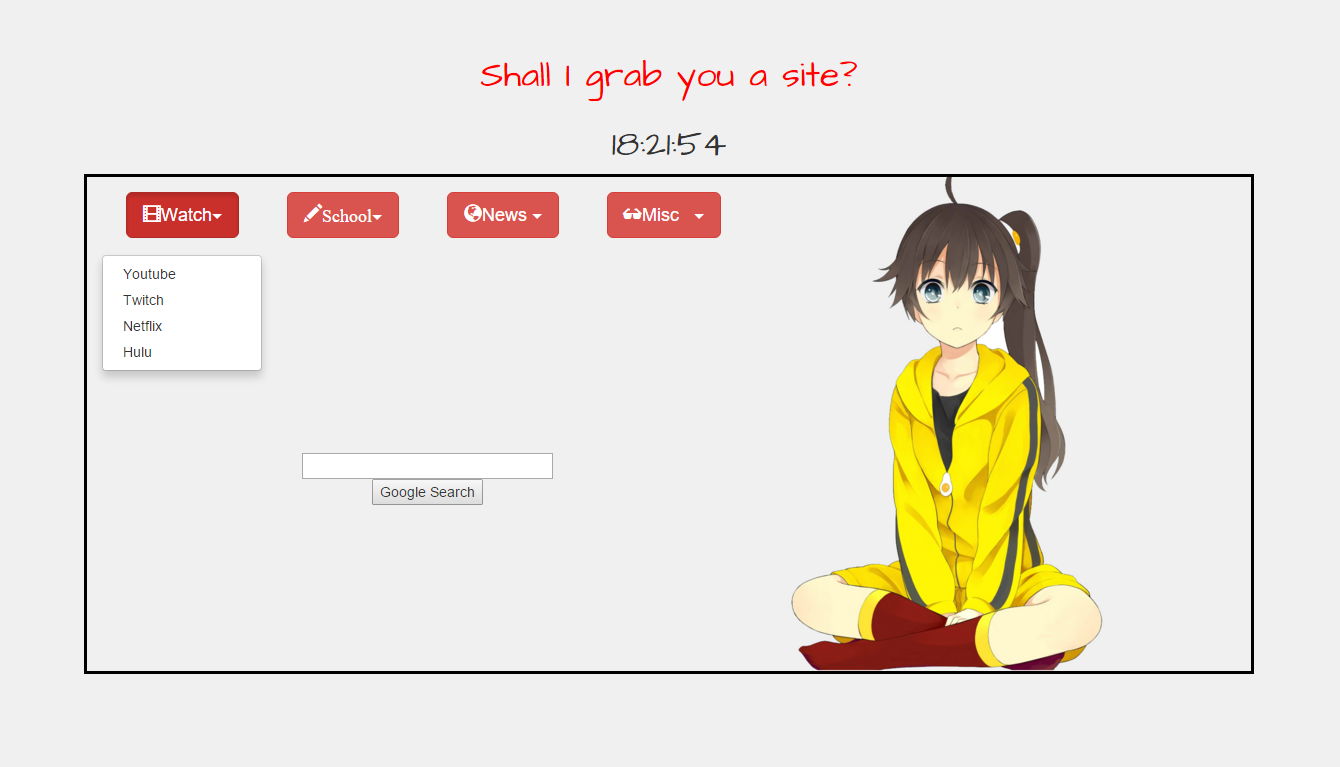 Shall I grab you a site?
18:21:54
Watch School News Misc
Youtube
Twitch
Netflix
Hulu
Google Search